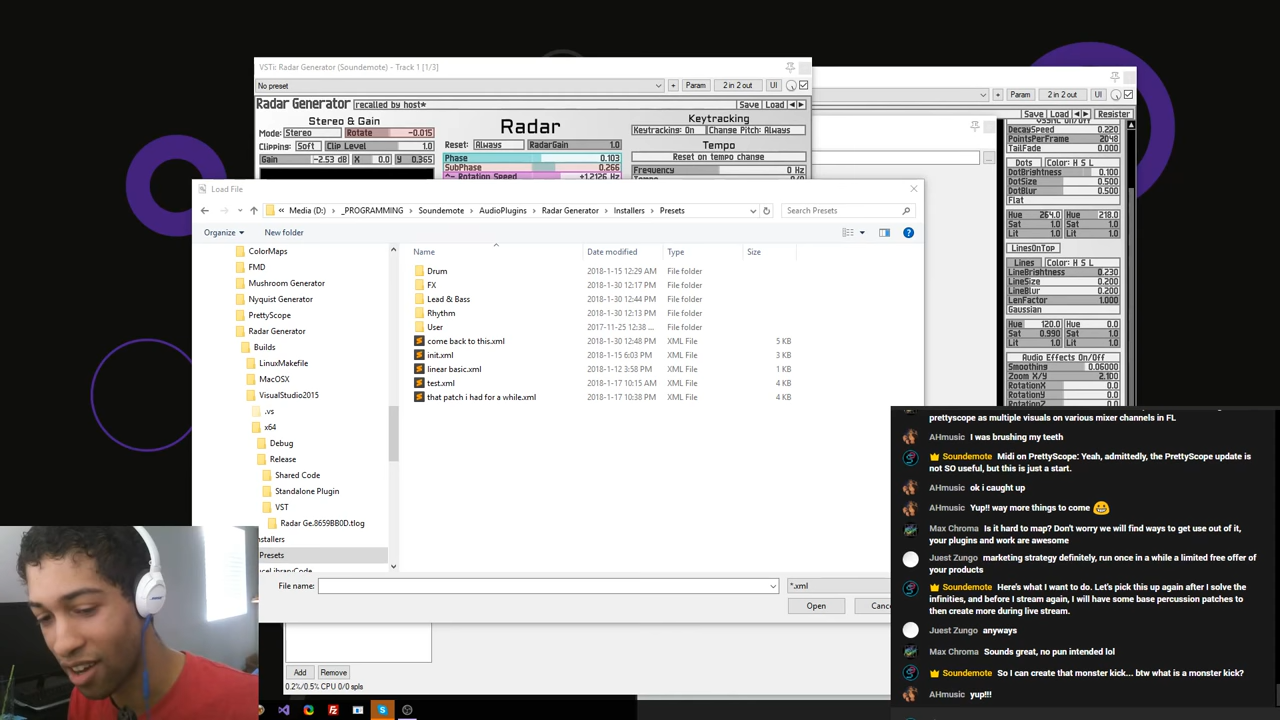 VSTi: Radar Generator (Soundemote) - Track 1 [1/3]
No preset
+ Param 2 in 2 out UI
+ Param 2 in 2 out UI
Radar Generator recalled by host* Save Load
Save Load Register
Stereo & Gain
Mode: Stereo Rotate -0.015
Clipping: Soft Clip Level 1.0
Gain -2.53 dB X 0.0 y 0.365
Radar
Reset: Always RadarGain 1.0
Phase 0.103
SubPhase 0.266
Rotation Speed +1.2126 Hz
Keytracking
Keytracking: On Change Pitch: Always
Tempo
Reset on tempo change
Frequency 0 Hz
DecaySpeed 0.220
PointsPerFrame 2048
TailFade 0.000
Dots Color: H S L
DotBrightness 0.100
DotSize 0.500
DotBlur 0.500
Flat
Hue 264.0 Hue 218.0
Sat 1.0 Sat 1.0
Lit 1.0 Lit 1.0
LinesOnTop
Lines Color: H S L
LineBrightness 0.230
LineSize 0.200
LineBlur 0.200
LenFactor 1.000
Gaussian
Hue 120.0 Hue 0.0
Sat 0.990 Sat 1.0
Lit 1.0 Lit 1.0
Audio Effects On/Off
Smoothing 0.06000
Zoom X/y 2.100
RotationX 0.0
RotationY 0.0
RotationZ 0.0
Load File
« Media (D:) › _PROGRAMMING › Soundemote › AudioPlugins › Radar Generator › Installers › Presets
Search Presets
Organize New folder
ColorMaps
FMD
Mushroom Generator
Nyquist Generator
PrettyScope
Radar Generator
Builds
LinuxMakefile
MacOSX
VisualStudio2015
.vs
x64
Debug
Release
Shared Code
Standalone Plugin
VST
Radar Ge.8659BB0D.tlog
Presets
Name Date modified Type Size
Drum 2018-1-15 12:29 AM File folder
FX 2018-1-30 12:17 PM File folder
Lead & Bass 2018-1-30 12:44 PM File folder
Rhythm 2018-1-30 12:13 PM File folder
User 2017-11-25 12:38 ... File folder
come back to this.xml 2018-1-30 12:48 PM XML File 5 KB
init.xml 2018-1-15 6:03 PM XML File 3 KB
linear basic.xml 2018-1-12 3:58 PM XML File 1 KB
test.xml 2018-1-17 10:15 AM XML File 4 KB
that patch i had for a while.xml 2018-1-17 10:38 PM XML File 4 KB
File name: *.xml
Open Canc
Add Remove
0.2%/0.5% CPU 0/0 spls
prettyscope as multiple visuals on various mixer channels in FL
AHmusic I was brushing my teeth
Soundemote Midi on PrettyScope: Yeah, admittedly, the PrettyScope update is
not SO useful, but this is just a start.
AHmusic ok i caught up
AHmusic Yup!! way more things to come
Max Chroma Is it hard to map? Don't worry we will find ways to get use out of it,
your plugins and work are awesome
Juest Zungo marketing strategy definitely, run once in a while a limited free offer of
your products
Soundemote Here's what I want to do. Let's pick this up again after I solve the
infinities, and before I stream again, I will have some base percussion patches to
then create more during live stream.
Juest Zungo anyways
Max Chroma Sounds great, no pun intended lol
Soundemote So I can create that monster kick... btw what is a monster kick?
AHmusic yup!!!